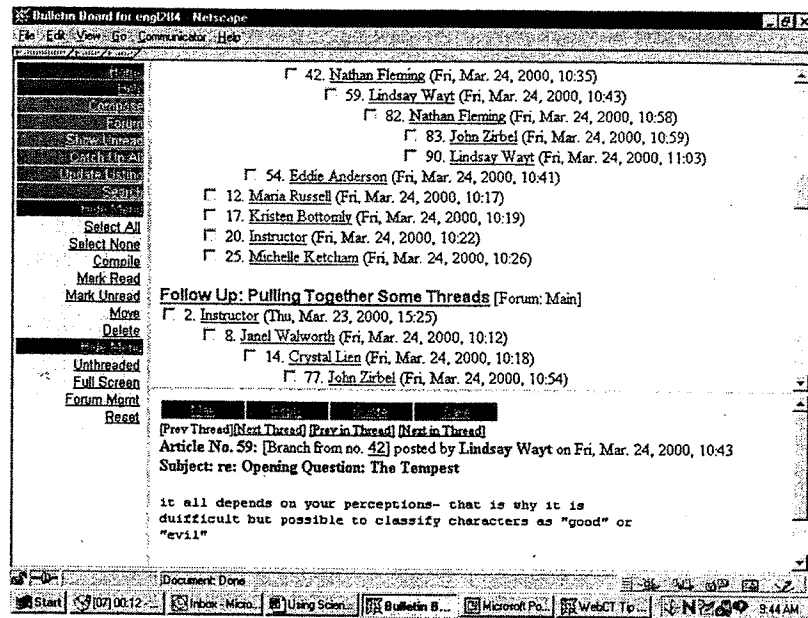 Bulletin Board for engl284 - Netscape
File Edit View Go Communicator Help
Compose
Forum
Show Unread
Catch Up All
Update Listing
Search
Select All
Select None
Compile
Mark Read
Mark Unread
Move
Delete
Unthreaded
Full Screen
Forum Mgmt
Reset
42. Nathan Fleming (Fri, Mar. 24, 2000, 10:35)
59. Lindsay Wayt (Fri, Mar. 24, 2000, 10:43)
82. Nathan Fleming (Fri, Mar. 24, 2000, 10:58)
83. John Zirbel (Fri, Mar. 24, 2000, 10:59)
90. Lindsay Wayt (Fri, Mar. 24, 2000, 11:03)
54. Eddie Anderson (Fri, Mar. 24, 2000, 10:41)
12. Maria Russell (Fri, Mar. 24, 2000, 10:17)
17. Kristen Bottomly (Fri, Mar. 24, 2000, 10:19)
20. Instructor (Fri, Mar. 24, 2000, 10:22)
25. Michelle Ketcham (Fri, Mar. 24, 2000, 10:26)
Follow Up: Pulling Together Some Threads [Forum: Main]
2. Instructor (Thu, Mar. 23, 2000, 15:25)
8. Janel Walworth (Fri, Mar. 24, 2000, 10:12)
14. Crystal Lien (Fri, Mar. 24, 2000, 10:18)
77. John Zirbel (Fri, Mar. 24, 2000, 10:54)
[Prev Thread][Next Thread] [Prev in Thread] [Next in Thread]
Article No. 59: [Branch from no. 42] posted by Lindsay Wayt on Fri, Mar. 24, 2000, 10:43
Subject: re: Opening Question: The Tempest
it all depends on your perceptions- that is why it is
duifficult but possible to classify characters as "good" or
"evil"
Document: Done
Start [07] 00:12 - ... Inbox - Micro... Using Scien... Bulletin B... Microsoft Po... WebCT Tip ... 9:44 AM